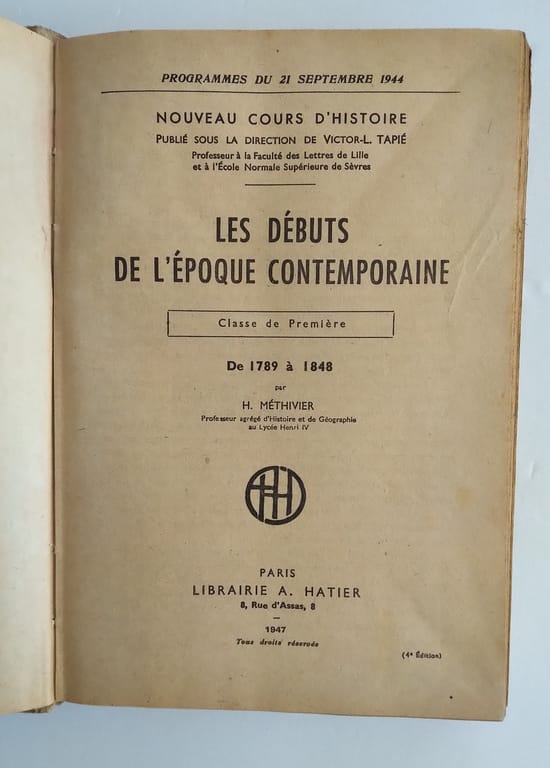 PROGRAMMES DU 21 SEPTEMBRE 1944
NOUVEAU COURS D'HISTOIRE
PUBLIÉ SOUS LA DIRECTION DE VICTOR-L. TAPIÉ
Professeur à la Faculté des Lettres de Lille
et à l'École Normale Supérieure de Sèvres
LES DÉBUTS
DE L'ÉPOQUE CONTEMPORAINE
Classe de Première
De 1789 à 1848
par
H. MÉTHIVIER
Professeur agrégé d'Histoire et de Géographie
au Lycée Henri IV
AH
PARIS
LIBRAIRIE A. HATIER
8, Rue d'Assas, 8
1947
Tous droits réservés
(4e Édition)